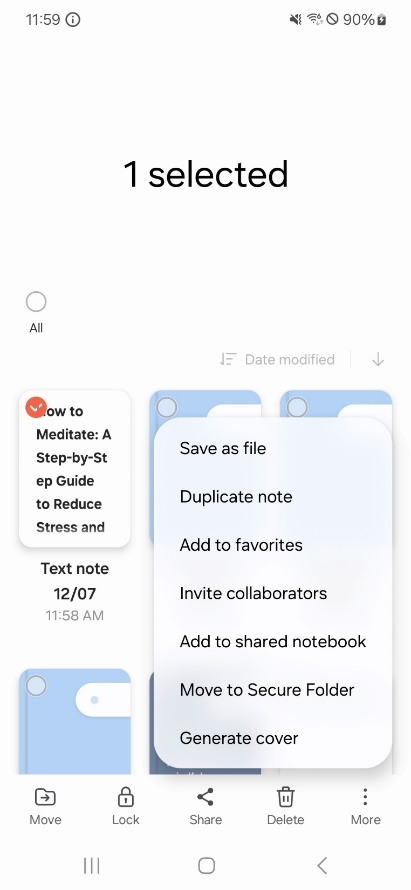 11:59
90%
1 selected
All
Date modified
How to
Meditate: A
Step-by-St
ep Guide
to Reduce
Stress and
Text note
12/07
11:58 AM
Save as file
Duplicate note
Add to favorites
Invite collaborators
Add to shared notebook
Move to Secure Folder
Generate cover
Move
Lock
Share
Delete
More